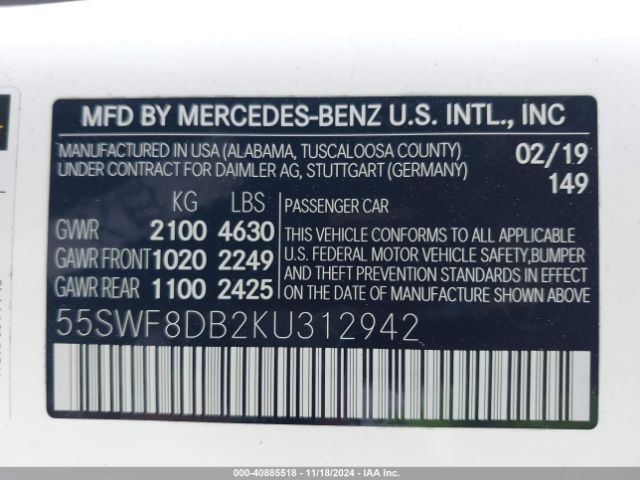 MFD BY MERCEDES-BENZ U.S. INTL., INC
MANUFACTURED IN USA (ALABAMA, TUSCALOOSA COUNTY) 02/19
UNDER CONTRACT FOR DAIMLER AG, STUTTGART (GERMANY)
149
KG LBS
PASSENGER CAR
GVWR 2100 4630
GAWR FRONT 1020 2249
GAWR REAR 1100 2425
THIS VEHICLE CONFORMS TO ALL APPLICABLE
U.S. FEDERAL MOTOR VEHICLE SAFETY,BUMPER
AND THEFT PREVENTION STANDARDS IN EFFECT
ON THE DATE OF MANUFACTURE SHOWN ABOVE
55SWF8DB2KU312942
000-40885518 - 11/18/2024 - IAA Inc.